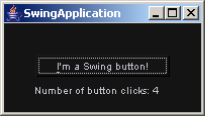 SwingApplication
I'm a Swing button!
Number of button clicks: 4